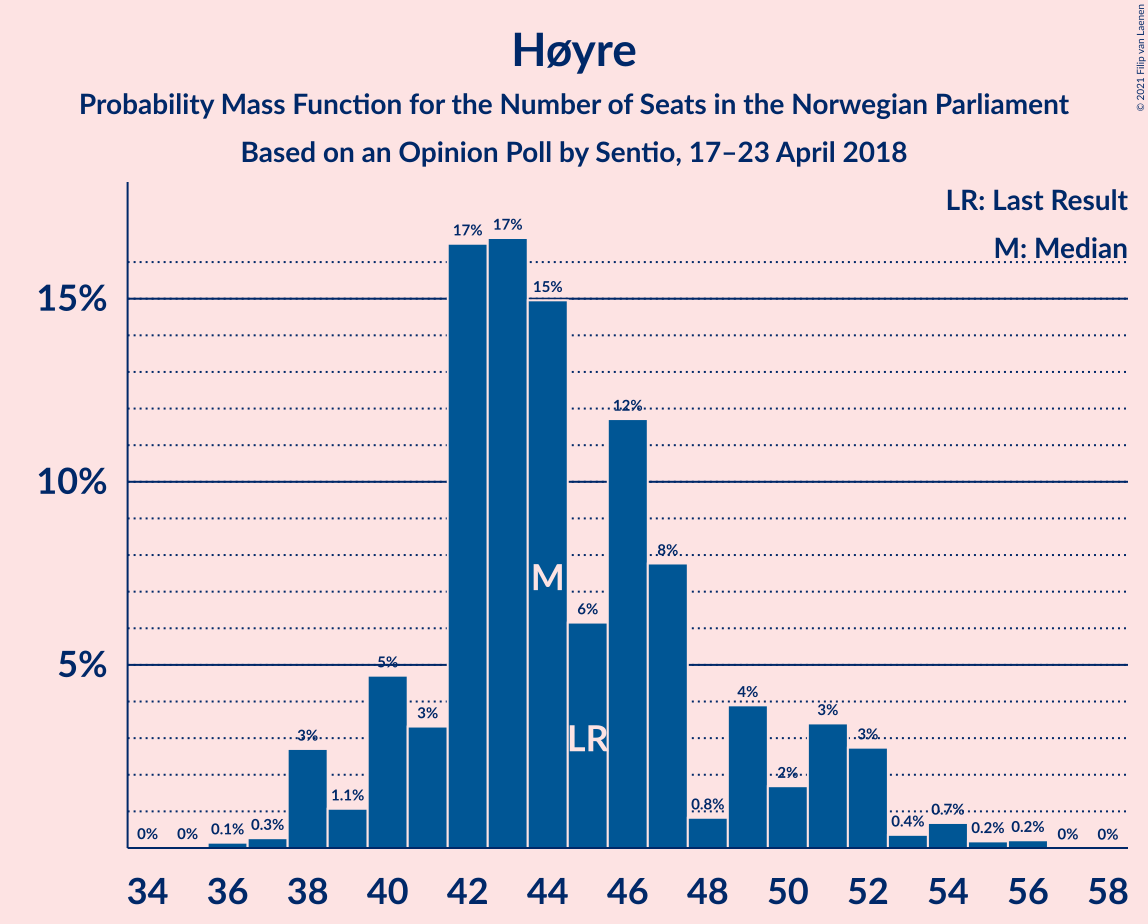 © 2021 Filip van Laenen
Høyre
Probability Mass Function for the Number of Seats in the Norwegian Parliament
Based on an Opinion Poll by Sentio, 17–23 April 2018
LR: Last Result
M: Median
15%
10%
5%
0% 0% 0.1% 0.3% 3% 1.1% 5% 3% 17% 17% 15% 6% 12% 8% 0.8% 4% 2% 3% 3% 0.4% 0.7% 0.2% 0.2% 0% 0%
M
LR
34 36 38 40 42 44 46 48 50 52 54 56 58